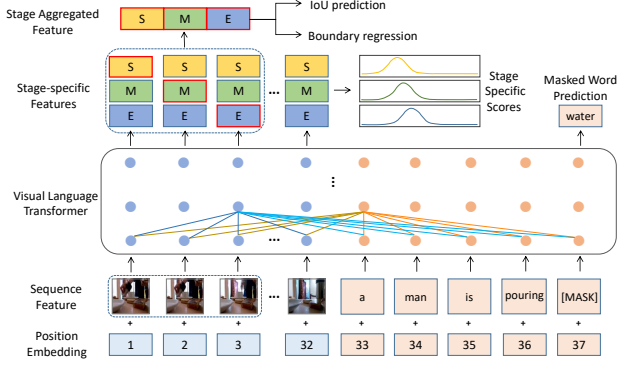 Stage Aggregated
Feature
S M E
IoU prediction
Boundary regression
Stage-specific
Features
S S S S
M M M ... M
E E E E
Stage
Specific
Scores
Masked Word
Prediction
water
Visual Language
Transformer
...
...
Sequence
Feature
... a man is pouring [MASK]
+ + + + + + + + +
Position
Embedding
1 2 3 32 33 34 35 36 37